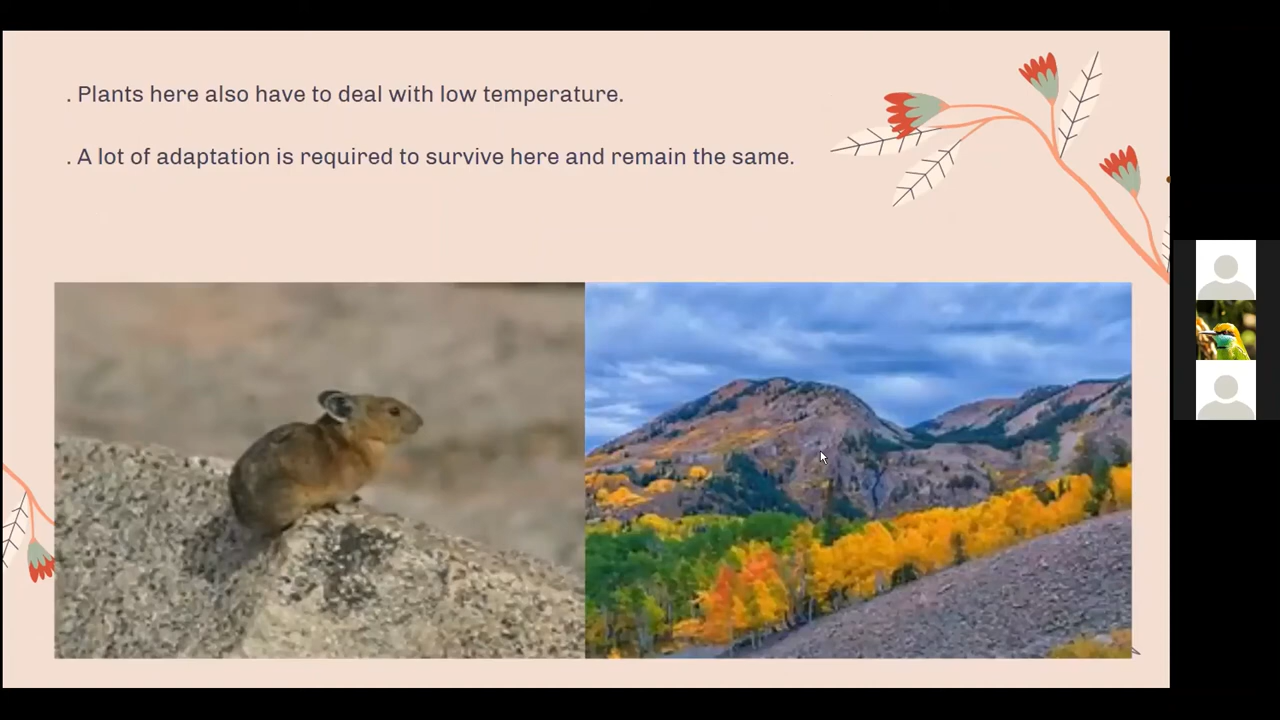 . Plants here also have to deal with low temperature.
. A lot of adaptation is required to survive here and remain the same.